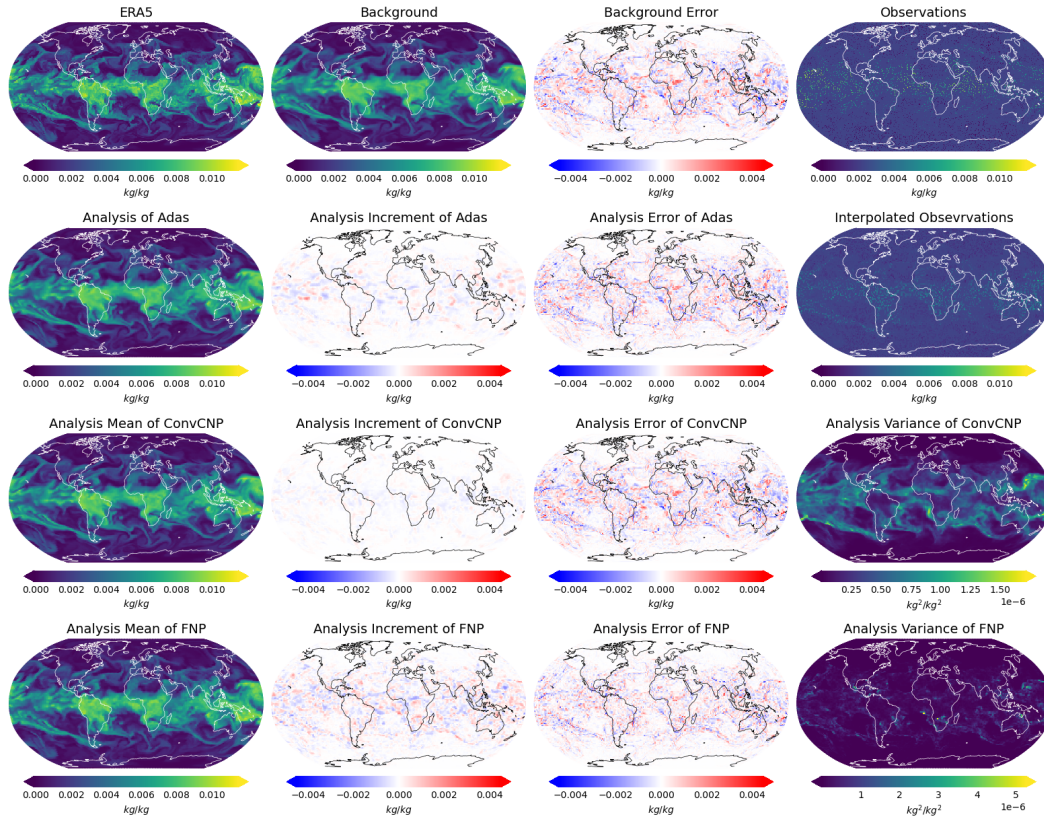 ERA5 Background Background Error Observations
0.000 0.002 0.004 0.006 0.008 0.010 0.000 0.002 0.004 0.006 0.008 0.010 −0.004 −0.002 0.000 0.002 0.004 0.000 0.002 0.004 0.006 0.008 0.010
kg/kg kg/kg kg/kg kg/kg
Analysis of Adas Analysis Increment of Adas Analysis Error of Adas Interpolated Obsevrvations
0.000 0.002 0.004 0.006 0.008 0.010 −0.004 −0.002 0.000 0.002 0.004 −0.004 −0.002 0.000 0.002 0.004 0.000 0.002 0.004 0.006 0.008 0.010
kg/kg kg/kg kg/kg kg/kg
Analysis Mean of ConvCNP Analysis Increment of ConvCNP Analysis Error of ConvCNP Analysis Variance of ConvCNP
0.000 0.002 0.004 0.006 0.008 0.010 −0.004 −0.002 0.000 0.002 0.004 −0.004 −0.002 0.000 0.002 0.004 0.25 0.50 0.75 1.00 1.25 1.50
kg/kg kg/kg kg/kg kg²/kg² 1e−6
Analysis Mean of FNP Analysis Increment of FNP Analysis Error of FNP Analysis Variance of FNP
0.000 0.002 0.004 0.006 0.008 0.010 −0.004 −0.002 0.000 0.002 0.004 −0.004 −0.002 0.000 0.002 0.004 1 2 3 4 5
kg/kg kg/kg kg/kg kg²/kg² 1e−6